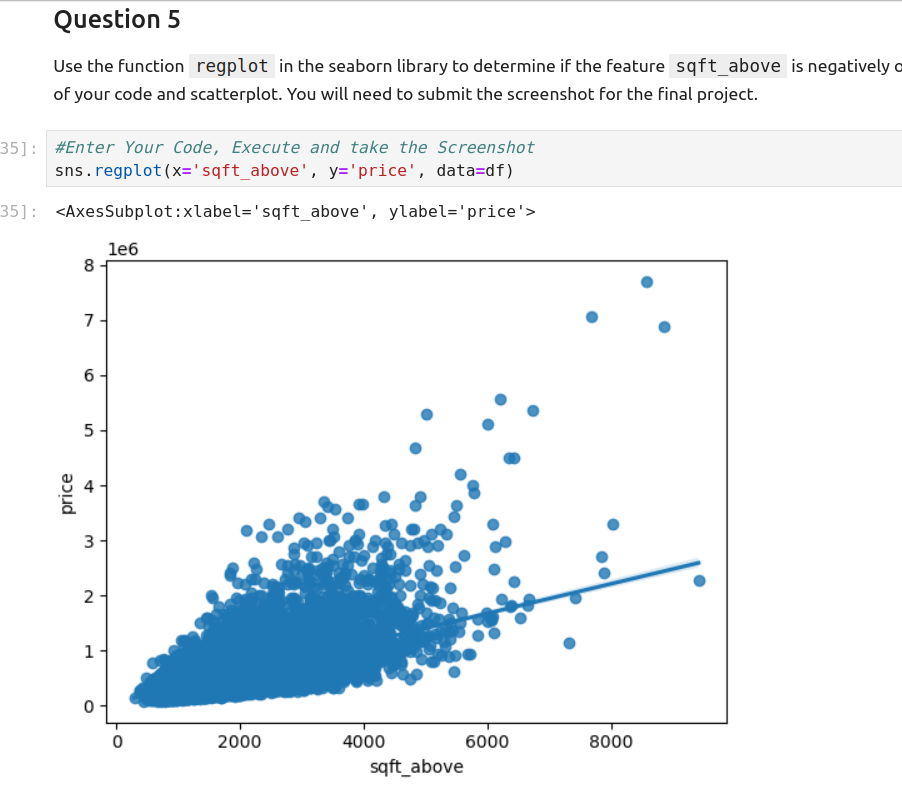 Question 5
Use the function regplot in the seaborn library to determine if the feature sqft_above is negatively o
of your code and scatterplot. You will need to submit the screenshot for the final project.
35]: #Enter Your Code, Execute and take the Screenshot
sns.regplot(x='sqft_above', y='price', data=df)
35]: <AxesSubplot:xlabel='sqft_above', ylabel='price'>
1e6
8
7
6
5
4
3
2
1
0
price
0 2000 4000 6000 8000
sqft_above